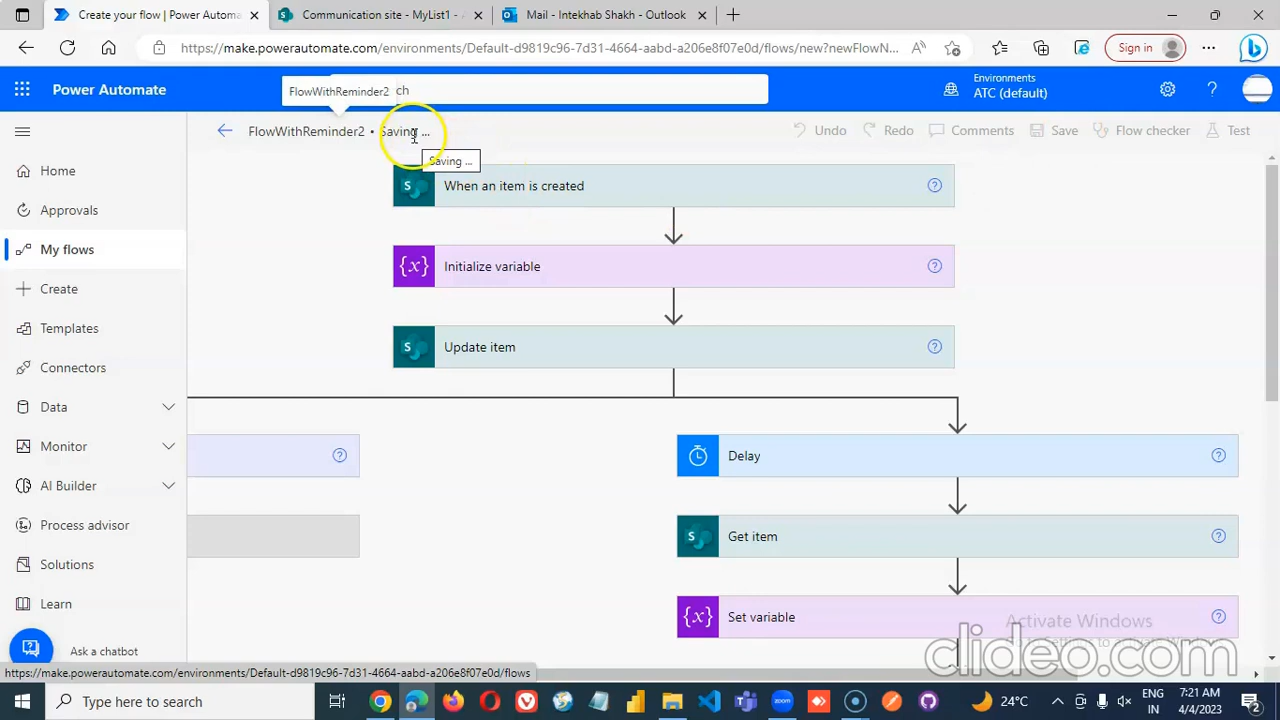 Create your flow | Power Automa
Communication site - MyList1 -
Mail - Intekhab Shakh - Outlook
https://make.powerautomate.com/environments/Default-d9819c96-7d31-4664-aabd-a206e8f07e0d/flows/new?newFlowN...
Sign in
Power Automate
FlowWithReminder2
ch
Environments
ATC (default)
FlowWithReminder2 • Saving ...
Undo
Redo
Comments
Save
Flow checker
Test
Saving ...
Home
Approvals
My flows
Create
Templates
Connectors
Data
Monitor
AI Builder
Process advisor
Solutions
Learn
Ask a chatbot
When an item is created
Initialize variable
Update item
Delay
Get item
Set variable
Activate Windows
clideo.com
https://make.powerautomate.com/environments/Default-d9819c96-7d31-4664-aabd-a206e8f07e0d/flows
Type here to search
24°C
ENG
IN
7:21 AM
4/4/2023
2